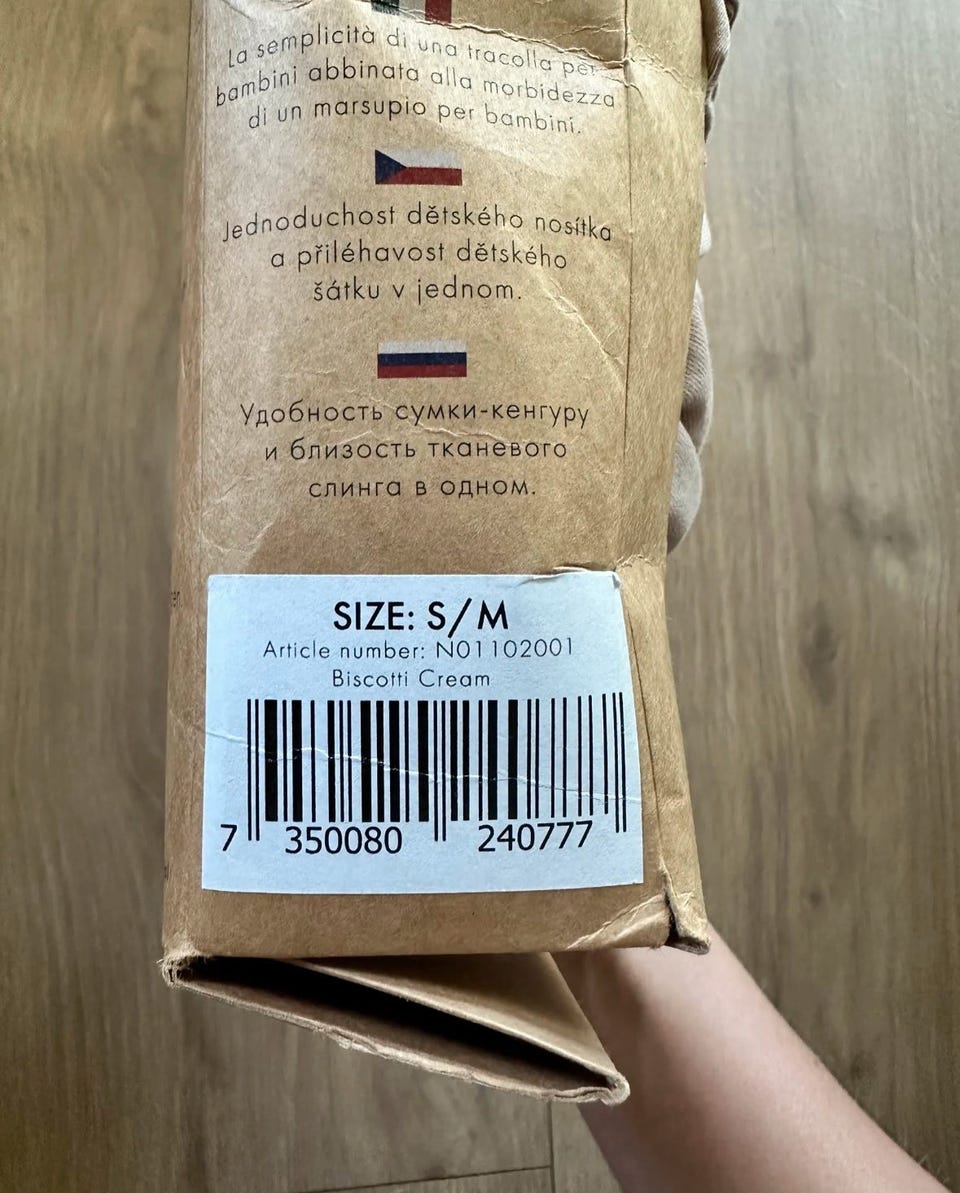 La semplicità di una tracolla per
bambini abbinata alla morbidezza
di un marsupio per bambini.
Jednoduchost dětského nosítka
a přiléhavost dětského
šátku v jednom.
Удобность сумки-кенгуру
и близость тканевого
слинга в одном.
SIZE: S/M
Article number: N01102001
Biscotti Cream
7 350080 240777